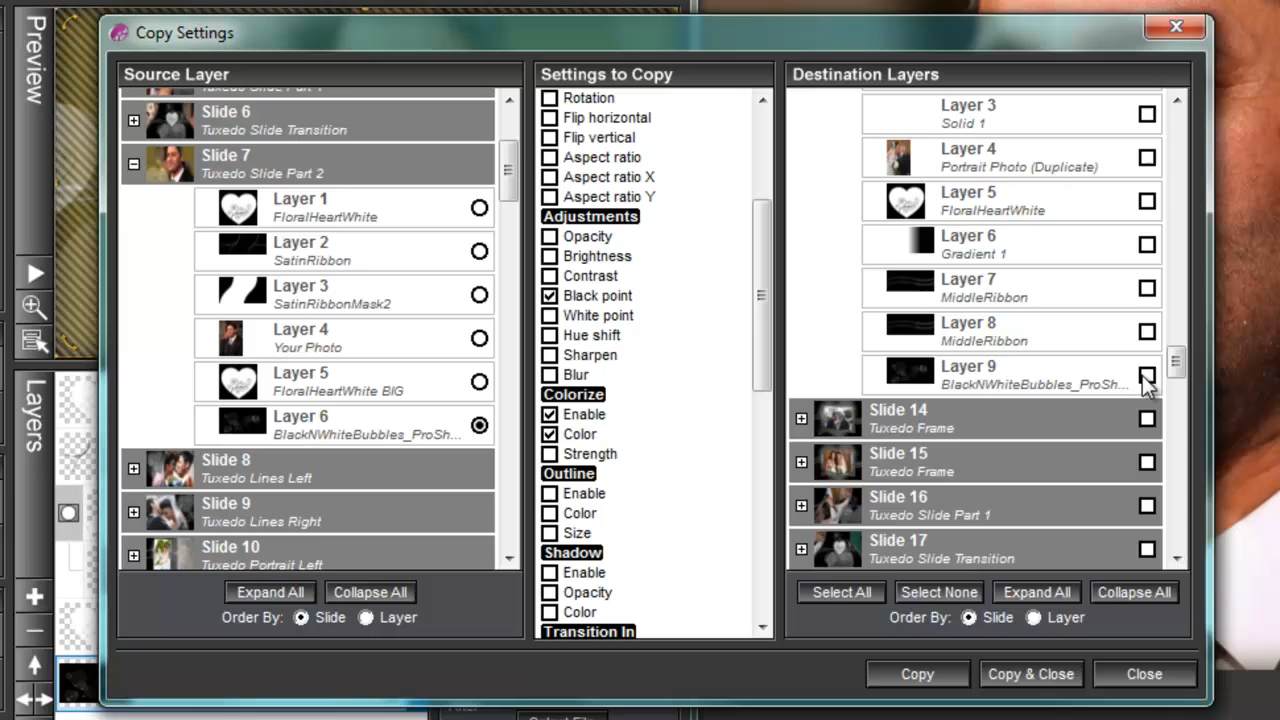 Preview
Layers
Copy Settings
Source Layer
Slide 6
Tuxedo Slide Transition
Slide 7
Tuxedo Slide Part 2
Layer 1
FloralHeartWhite
Layer 2
SatinRibbon
Layer 3
SatinRibbonMask2
Layer 4
Your Photo
Layer 5
FloralHeartWhite BIG
Layer 6
BlackNWhiteBubbles_ProSh...
Slide 8
Tuxedo Lines Left
Slide 9
Tuxedo Lines Right
Slide 10
Tuxedo Portrait Left
Expand All
Collapse All
Order By: Slide Layer
Settings to Copy
Rotation
Flip horizontal
Flip vertical
Aspect ratio
Aspect ratio X
Aspect ratio Y
Adjustments
Opacity
Brightness
Contrast
Black point
White point
Hue shift
Sharpen
Blur
Colorize
Enable
Color
Strength
Outline
Enable
Color
Size
Shadow
Enable
Opacity
Color
Transition In
Destination Layers
Layer 3
Solid 1
Layer 4
Portrait Photo (Duplicate)
Layer 5
FloralHeartWhite
Layer 6
Gradient 1
Layer 7
MiddleRibbon
Layer 8
MiddleRibbon
Layer 9
BlackNWhiteBubbles_ProSh...
Slide 14
Tuxedo Frame
Slide 15
Tuxedo Frame
Slide 16
Tuxedo Slide Part 1
Slide 17
Tuxedo Slide Transition
Select All
Select None
Expand All
Collapse All
Order By: Slide Layer
Copy
Copy & Close
Close